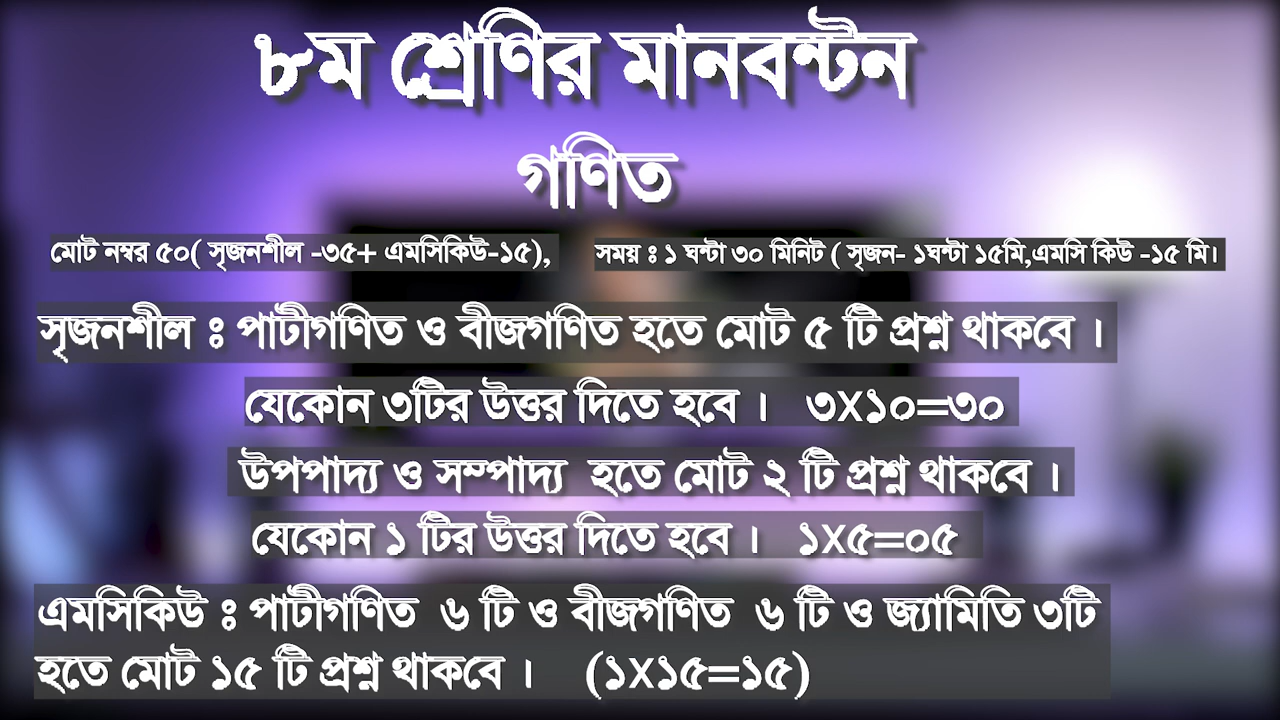 ৮ম শ্রেণির মানবন্টন
গণিত
মোট নম্বর ৫০( সৃজনশীল -৩৫+ এমসিকিউ-১৫), সময় ঃ ১ ঘন্টা ৩০ মিনিট ( সৃজন- ১ঘন্টা ১৫মি,এমসি কিউ -১৫ মি।
সৃজনশীল ঃ পাটীগণিত ও বীজগণিত হতে মোট ৫ টি প্রশ্ন থাকবে ।
যেকোন ৩টির উত্তর দিতে হবে । ৩X১০=৩০
উপপাদ্য ও সম্পাদ্য হতে মোট ২ টি প্রশ্ন থাকবে ।
যেকোন ১ টির উত্তর দিতে হবে । ১X৫=০৫
এমসিকিউ ঃ পাটীগণিত ৬ টি ও বীজগণিত ৬ টি ও জ্যামিতি ৩টি
হতে মোট ১৫ টি প্রশ্ন থাকবে । (১X১৫=১৫)